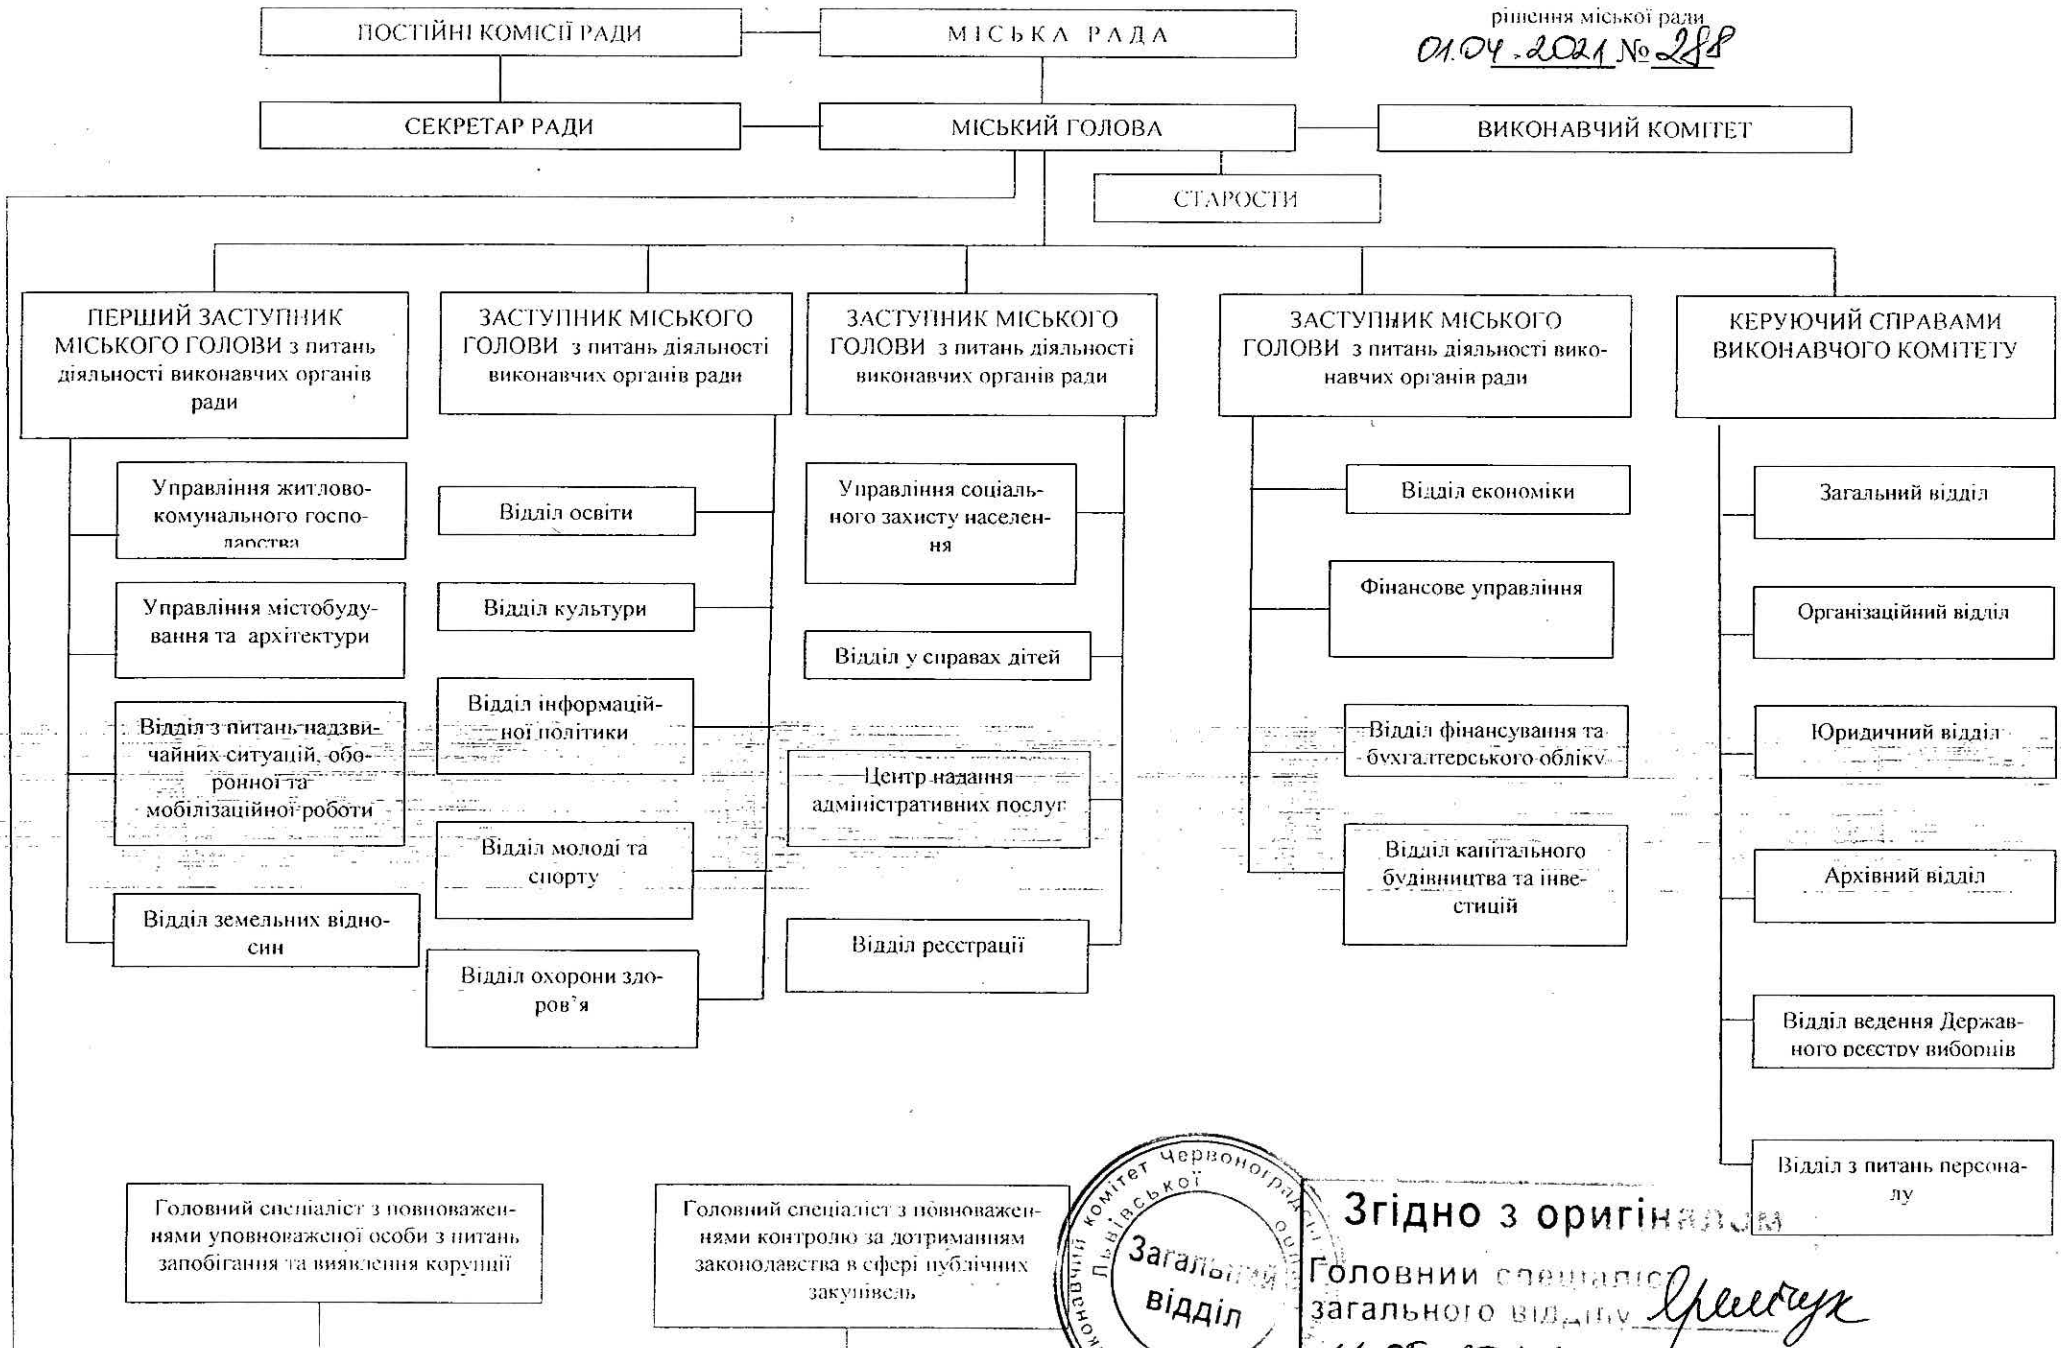 рішення міської ради
01.04.2021 № 288
ПОСТІЙНІ КОМІСІЇ РАДИ
МІСЬКА РАДА
СЕКРЕТАР РАДИ
МІСЬКИЙ ГОЛОВА
ВИКОНАВЧИЙ КОМІТЕТ
СТАРОСТИ
ПЕРШИЙ ЗАСТУПНИК
МІСЬКОГО ГОЛОВИ з питань
діяльності виконавчих органів
ради
Управління житлово-
комунального госпо-
дарства
Управління містобуду-
вання та архітектури
Відділ з питань надзви-
чайних ситуацій, обо-
ронної та
мобілізаційної роботи
Відділ земельних відно-
син
ЗАСТУПНИК МІСЬКОГО
ГОЛОВИ з питань діяльності
виконавчих органів ради
Відділ освіти
Відділ культури
Відділ інформацій-
ної політики
Відділ молоді та
спорту
Відділ охорони здо-
ров'я
ЗАСТУПНИК МІСЬКОГО
ГОЛОВИ з питань діяльності
виконавчих органів ради
Управління соціаль-
ного захисту населен-
ня
Відділ у справах дітей
Центр надання
адміністративних послуг
Відділ реєстрації
ЗАСТУПНИК МІСЬКОГО
ГОЛОВИ з питань діяльності вико-
навчих органів ради
Відділ економіки
Фінансове управління
Відділ фінансування та
бухгалтерського обліку
Відділ капітального
будівництва та інве-
стицій
КЕРУЮЧИЙ СПРАВАМИ
ВИКОНАВЧОГО КОМІТЕТУ
Загальний відділ
Організаційний відділ
Юридичний відділ
Архівний відділ
Відділ ведення Держав-
ного реєстру виборців
Відділ з питань персона-
лу
Головний спеціаліст з повноважен-
нями уповноваженої особи з питань
запобігання та виявлення корупції
Головний спеціаліст з повноважен-
нями контролю за дотриманням
законодавства в сфері публічних
закупівель
комітет Червоноградської
Львівської
Загальний
відділ
Згідно з оригіналом
Головний спеціаліст
загального відділу